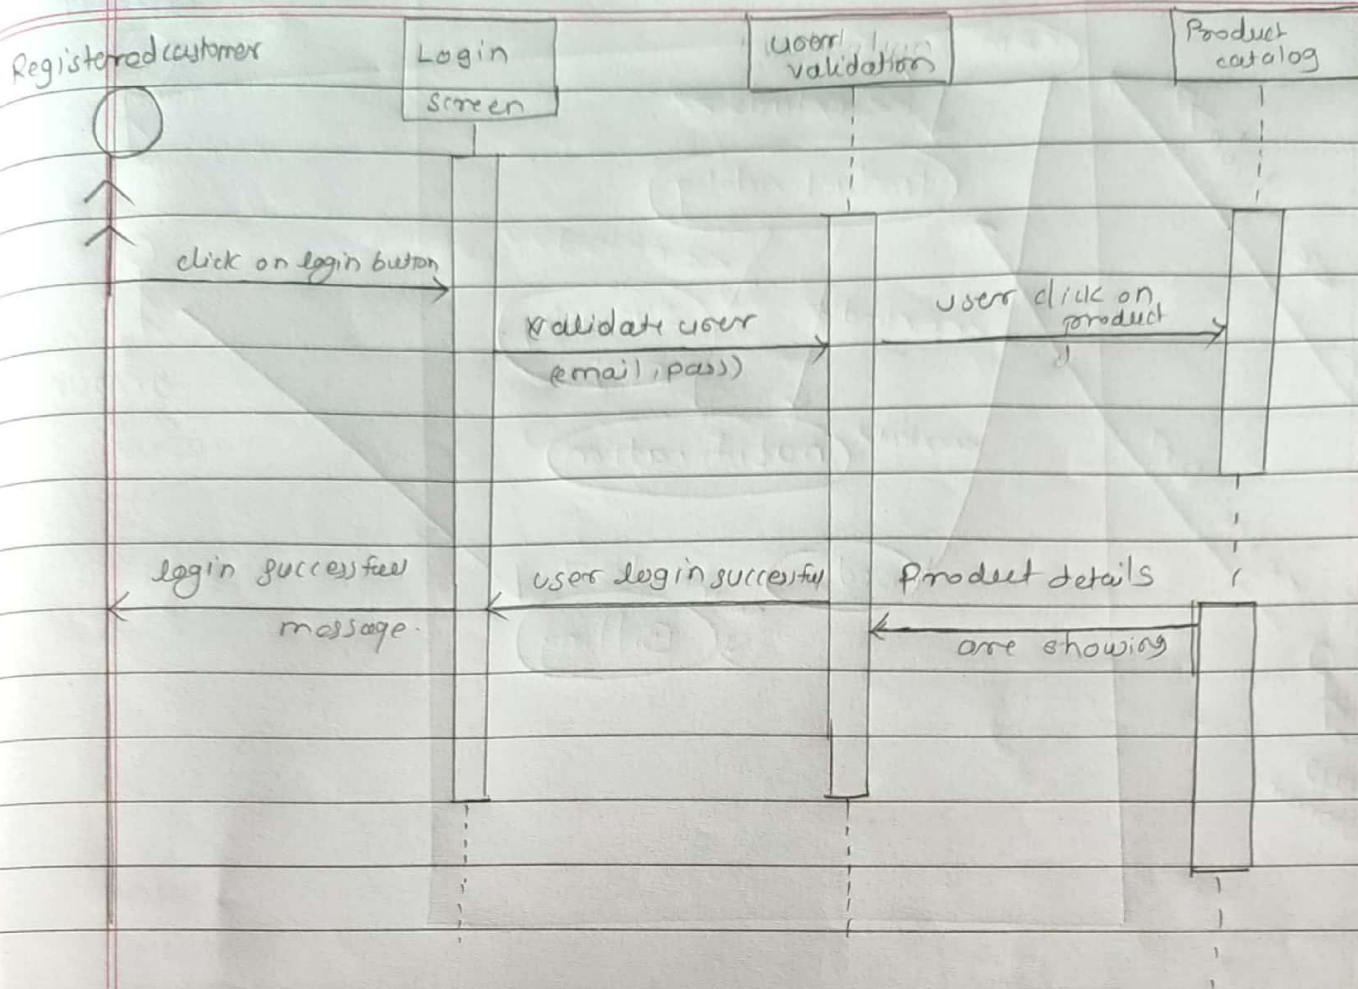 Registered customer
Login
screen
user
validation
Product
catalog
click on login button
validate user
(email, pass)
user click on
product
login successful
message.
user login successful
Product details
are showing